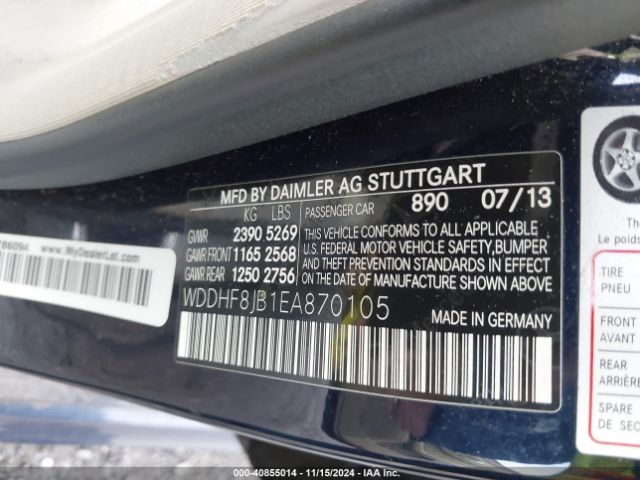 MFD BY DAIMLER AG STUTTGART
KG LBS PASSENGER CAR 890 07/13
GVWR 2390 5269
GAWR FRONT 1165 2568
GAWR REAR 1250 2756
THIS VEHICLE CONFORMS TO ALL APPLICABLE
U.S. FEDERAL MOTOR VEHICLE SAFETY, BUMPER
AND THEFT PREVENTION STANDARDS IN EFFECT
ON THE DATE OF MANUFACTURE SHOWN ABOVE
WDDHF8JB1EA870105 MADE IN GERMANY
www.MyDealerLot.com
The
Le poids
TIRE
PNEU
FRONT
AVANT
REAR
ARRIÈRE
SPARE
DE SEC
000-40855014 - 11/15/2024 - IAA Inc.